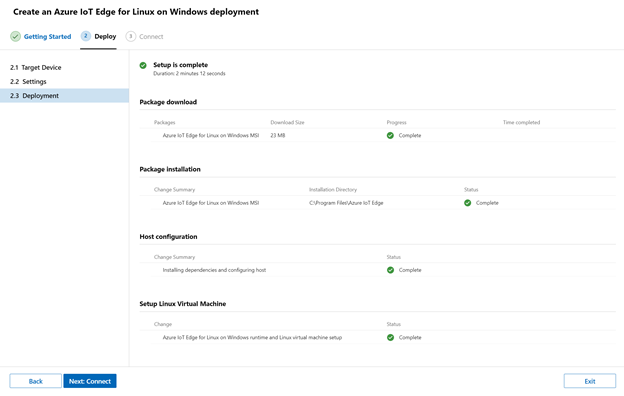 Create an Azure IoT Edge for Linux on Windows deployment
Getting Started 2 Deploy 3 Connect
2.1 Target Device
2.2 Settings
2.3 Deployment
Setup is complete
Duration: 2 minutes 12 seconds
Package download
Packages Download Size Progress Time completed
Azure IoT Edge for Linux on Windows MSI 23 MB Complete
Package installation
Change Summary Installation Directory Status
Azure IoT Edge for Linux on Windows MSI C:\Program Files\Azure IoT Edge Complete
Host configuration
Change Summary Status
Installing dependencies and configuring host Complete
Setup Linux Virtual Machine
Change Status
Azure IoT Edge for Linux on Windows runtime and Linux virtual machine setup Complete
Back Next: Connect Exit